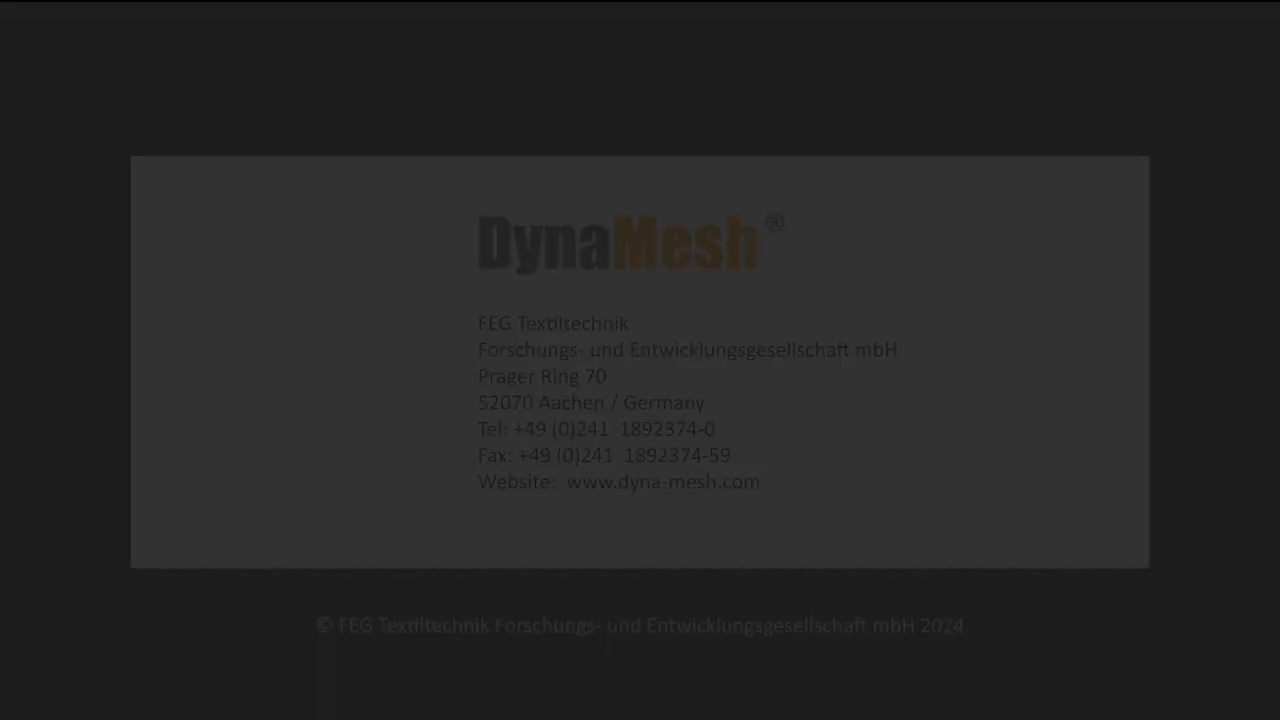 DynaMesh®
FEG Textiltechnik
Forschungs- und Entwicklungsgesellschaft mbH
Prager Ring 70
52070 Aachen / Germany
Tel: +49 (0)241  1892374-0
Fax: +49 (0)241  1892374-59
Website:  www.dyna-mesh.com
© FEG Textiltechnik Forschungs- und Entwicklungsgesellschaft mbH 2024